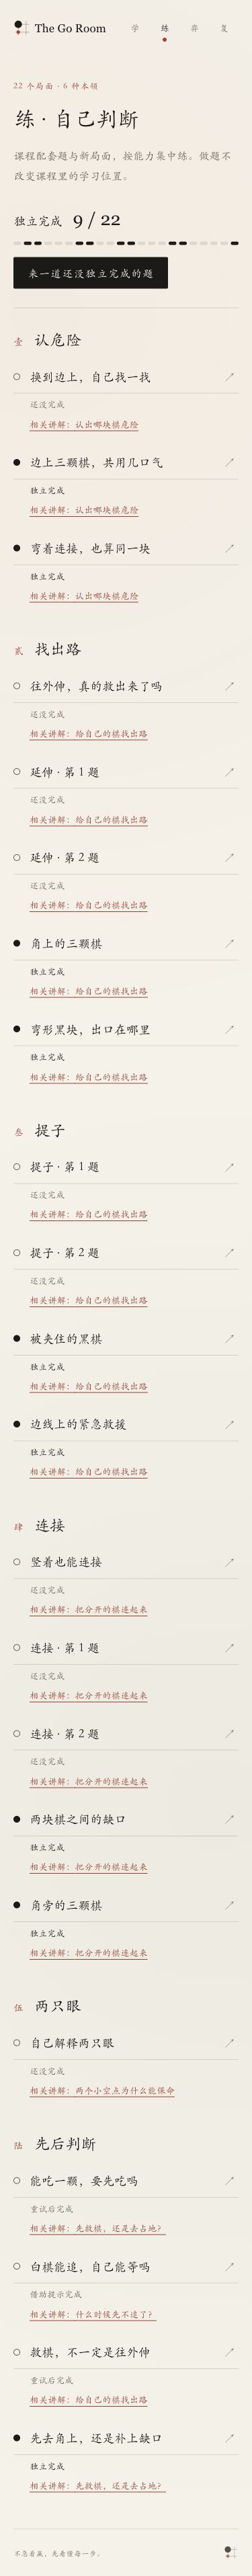 The Go Room
学 练 弈 复
22 个局面 · 6 种本领
练 · 自己判断
课程配套题与新局面，按能力集中练。做题不
改变课程里的学习位置。
独立完成 9 / 22
来一道还没独立完成的题
壹 认危险
换到边上，自己找一找
还没完成
相关讲解：认出哪块棋危险
边上三颗棋，共用几口气
独立完成
相关讲解：认出哪块棋危险
弯着连接，也算同一块
独立完成
相关讲解：认出哪块棋危险
贰 找出路
往外伸，真的救出来了吗
还没完成
相关讲解：给自己的棋找出路
延伸 · 第 1 题
还没完成
相关讲解：给自己的棋找出路
延伸 · 第 2 题
还没完成
相关讲解：给自己的棋找出路
角上的三颗棋
独立完成
相关讲解：给自己的棋找出路
弯形黑块，出口在哪里
独立完成
相关讲解：给自己的棋找出路
叁 提子
提子 · 第 1 题
还没完成
相关讲解：给自己的棋找出路
提子 · 第 2 题
还没完成
相关讲解：给自己的棋找出路
被夹住的黑棋
独立完成
相关讲解：给自己的棋找出路
边线上的紧急救援
独立完成
相关讲解：给自己的棋找出路
肆 连接
竖着也能连接
还没完成
相关讲解：把分开的棋连起来
连接 · 第 1 题
还没完成
相关讲解：把分开的棋连起来
连接 · 第 2 题
还没完成
相关讲解：把分开的棋连起来
两块棋之间的缺口
独立完成
相关讲解：把分开的棋连起来
角旁的三颗棋
独立完成
相关讲解：把分开的棋连起来
伍 两只眼
自己解释两只眼
还没完成
相关讲解：两个小空点为什么能保命
陆 先后判断
能吃一颗，要先吃吗
重试后完成
相关讲解：先救棋，还是去占地？
白棋能追，自己能等吗
借助提示完成
相关讲解：什么时候先不逃了？
救棋，不一定是往外伸
重试后完成
相关讲解：给自己的棋找出路
先去角上，还是补上缺口
独立完成
相关讲解：先救棋，还是去占地？
不急着赢，先看懂每一步。